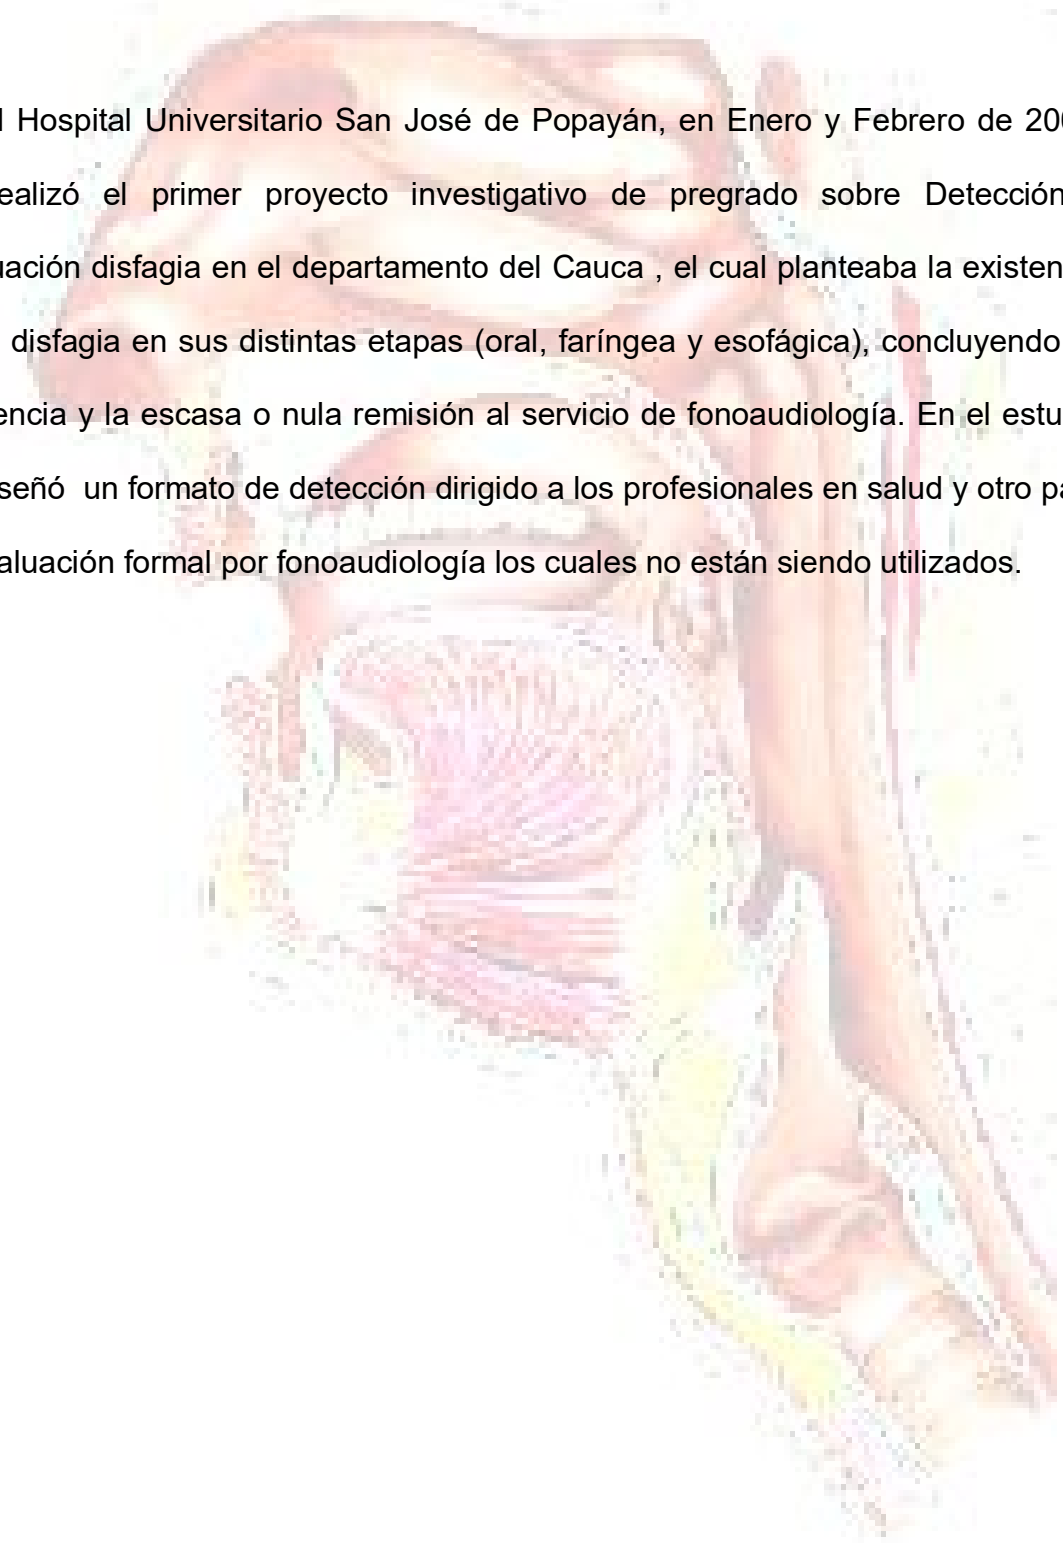 l Hospital Universitario San José de Popayán, en Enero y Febrero de 200
ealizó el primer proyecto investigativo de pregrado sobre Detección
uación disfagia en el departamento del Cauca , el cual planteaba la existen
disfagia en sus distintas etapas (oral, faríngea y esofágica), concluyendo
encia y la escasa o nula remisión al servicio de fonoaudiología. En el estu
señó un formato de detección dirigido a los profesionales en salud y otro pa
aluación formal por fonoaudiología los cuales no están siendo utilizados.